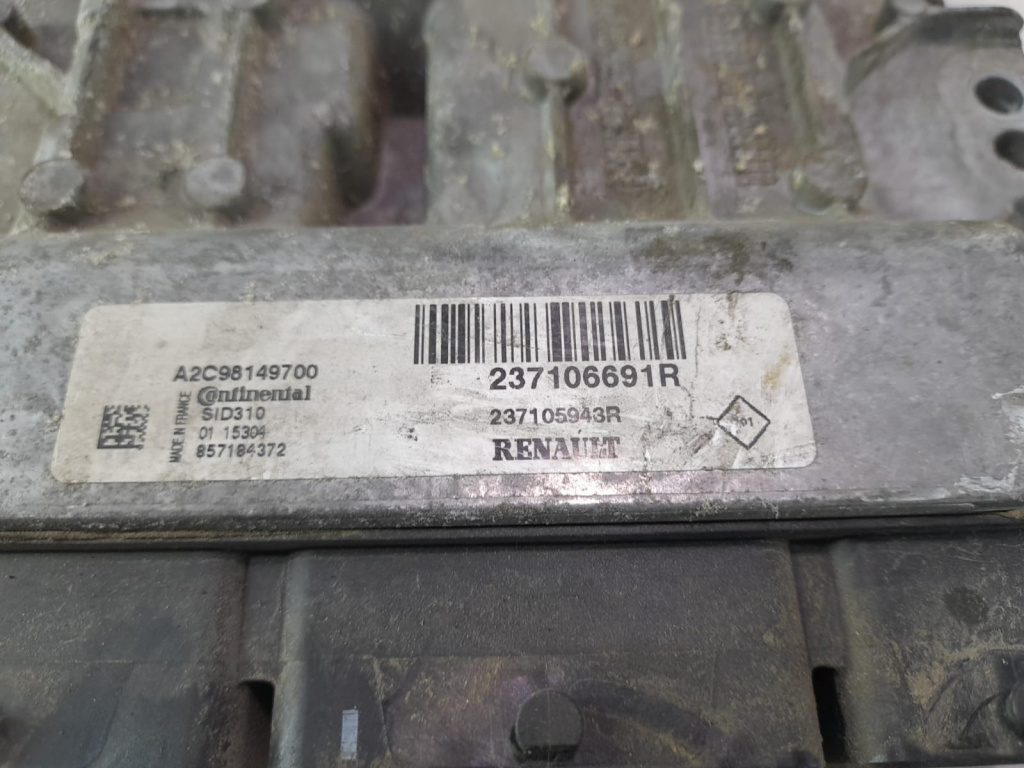 A2C98149700
Continental
SID310
01 15304
857184372
MADE IN FRANCE
237106691R
237105943R
RENAULT